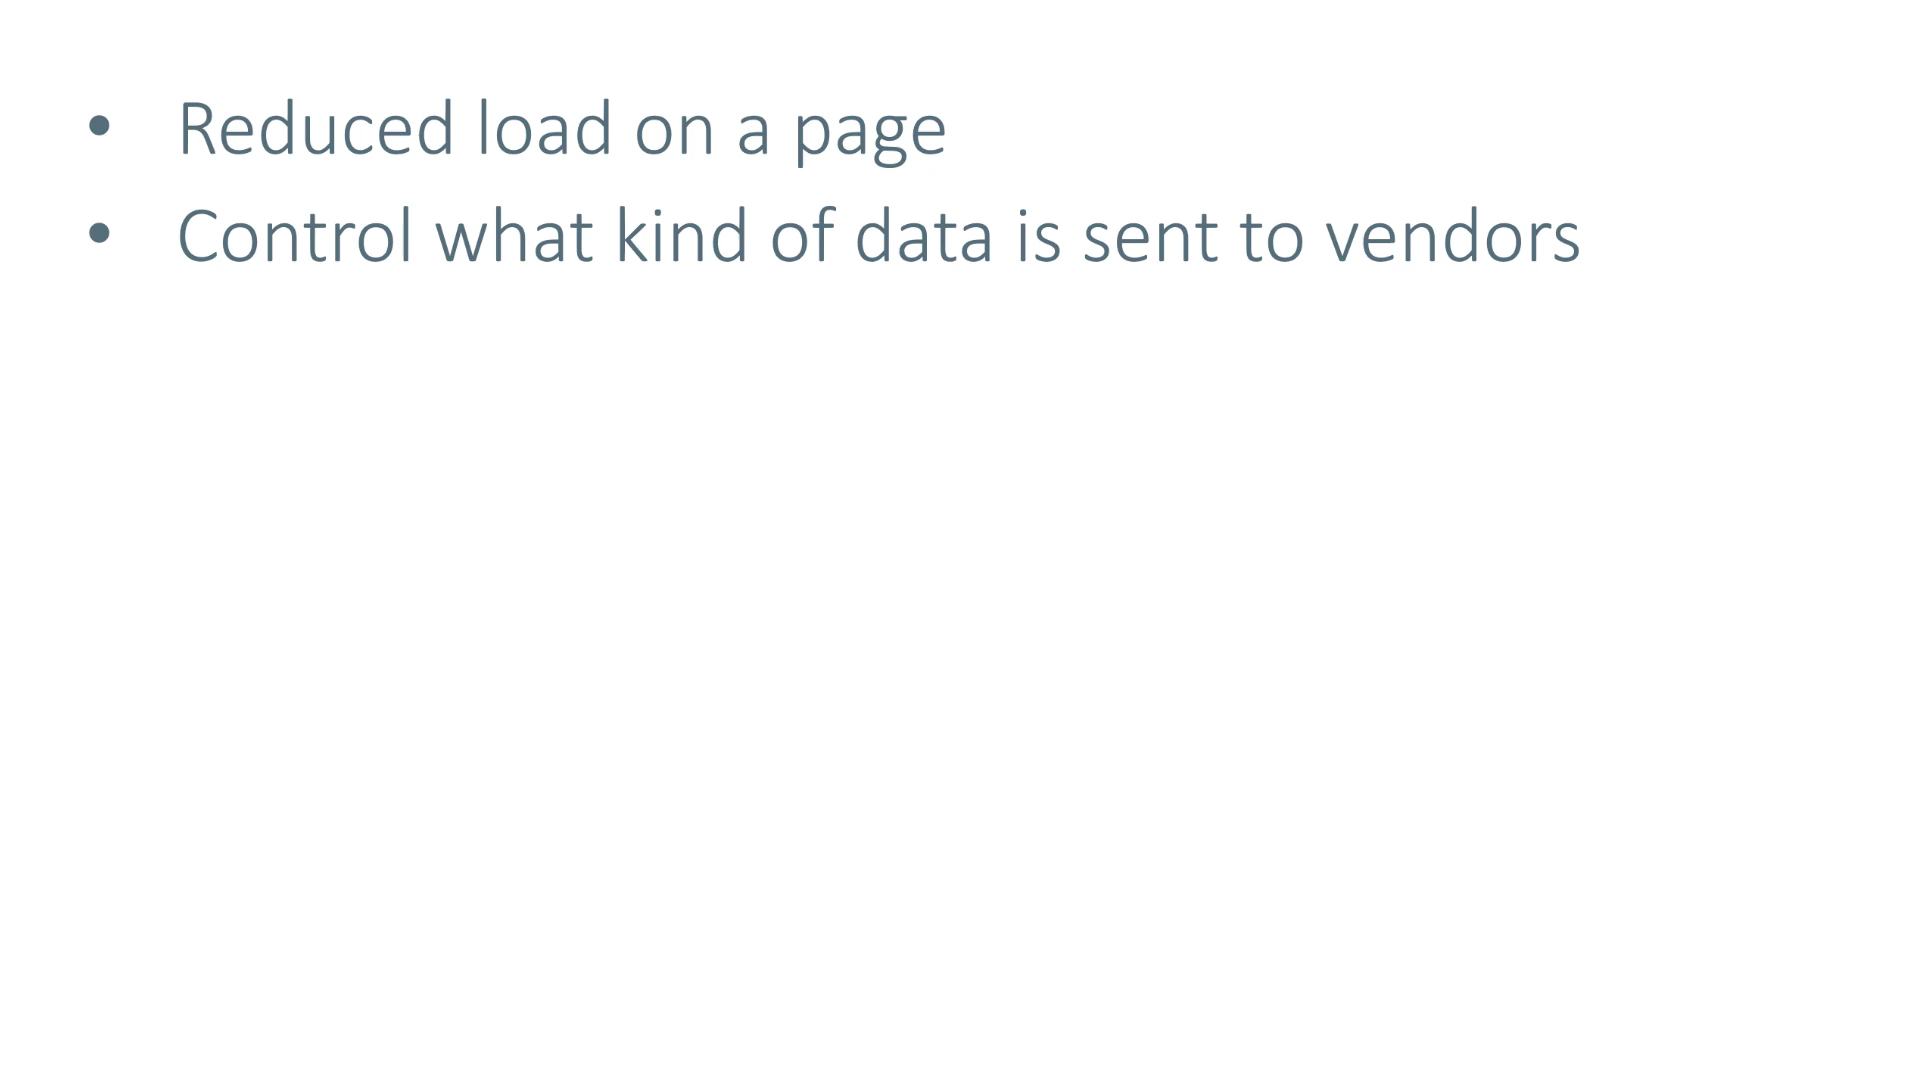 • Reduced load on a page
• Control what kind of data is sent to vendors